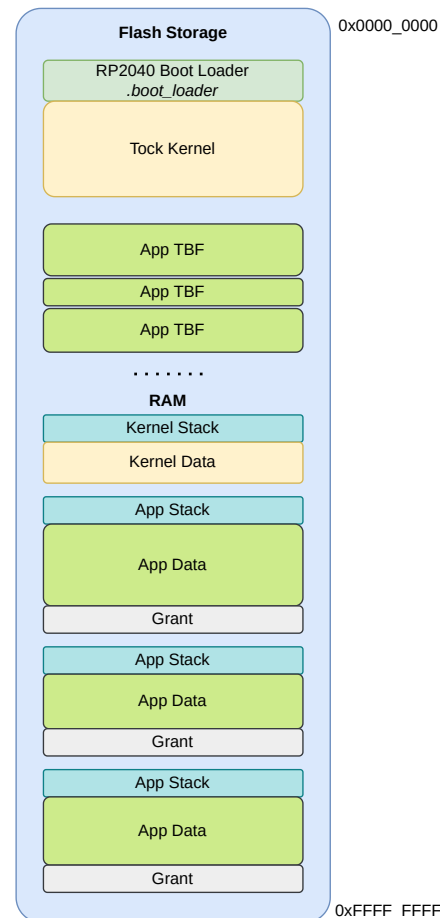 Flash Storage
0x0000_0000
RP2040 Boot Loader
.boot_loader
Tock Kernel
App TBF
App TBF
App TBF
.......
RAM
Kernel Stack
Kernel Data
App Stack
App Data
Grant
App Stack
App Data
Grant
App Stack
App Data
Grant
0xFFFF_FFFF